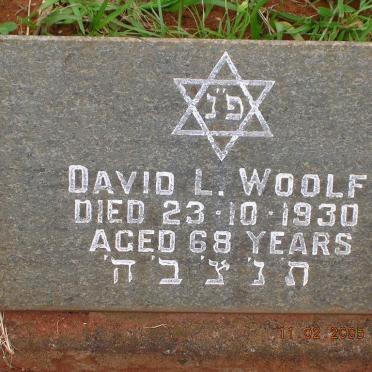 פ"נ
DAVID L. WOOLF
DIED 23·10·1930
AGED 68 YEARS
ת' נ' צ' ב' ה'
11 02 2005